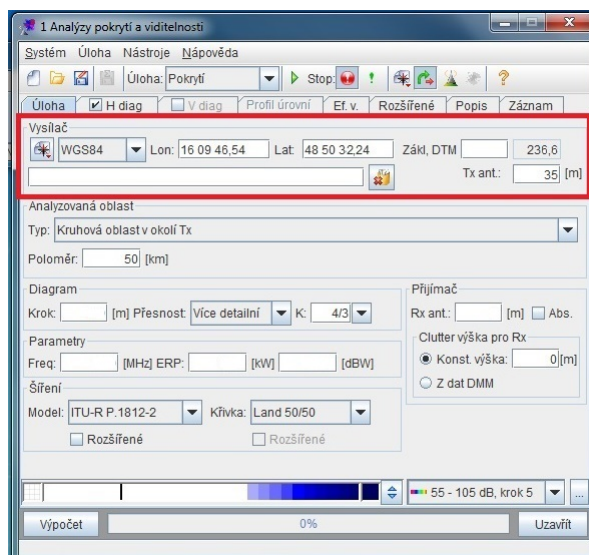 1 Analýzy pokrytí a viditelnosti
Systém Úloha Nástroje Nápověda
Úloha: Pokrytí Stop:
Úloha H diag V diag Profil úrovní Ef. v. Rozšířené Popis Záznam
Vysílač
WGS84 Lon: 16 09 46,54 Lat: 48 50 32,24 Zákl, DTM 236,6
Tx ant.: 35 [m]
Analyzovaná oblast
Typ: Kruhová oblast v okolí Tx
Poloměr: 50 [km]
Diagram
Krok: [m] Přesnost: Více detailní K: 4/3
Přijímač
Rx ant.: [m] Abs.
Parametry
Freq: [MHz] ERP: [kW] [dBW]
Clutter výška pro Rx
Konst. výška: 0 [m]
Z dat DMM
Šíření
Model: ITU-R P.1812-2 Křivka: Land 50/50
Rozšířené Rozšířené
55 - 105 dB, krok 5 ...
Výpočet 0% Uzavřít